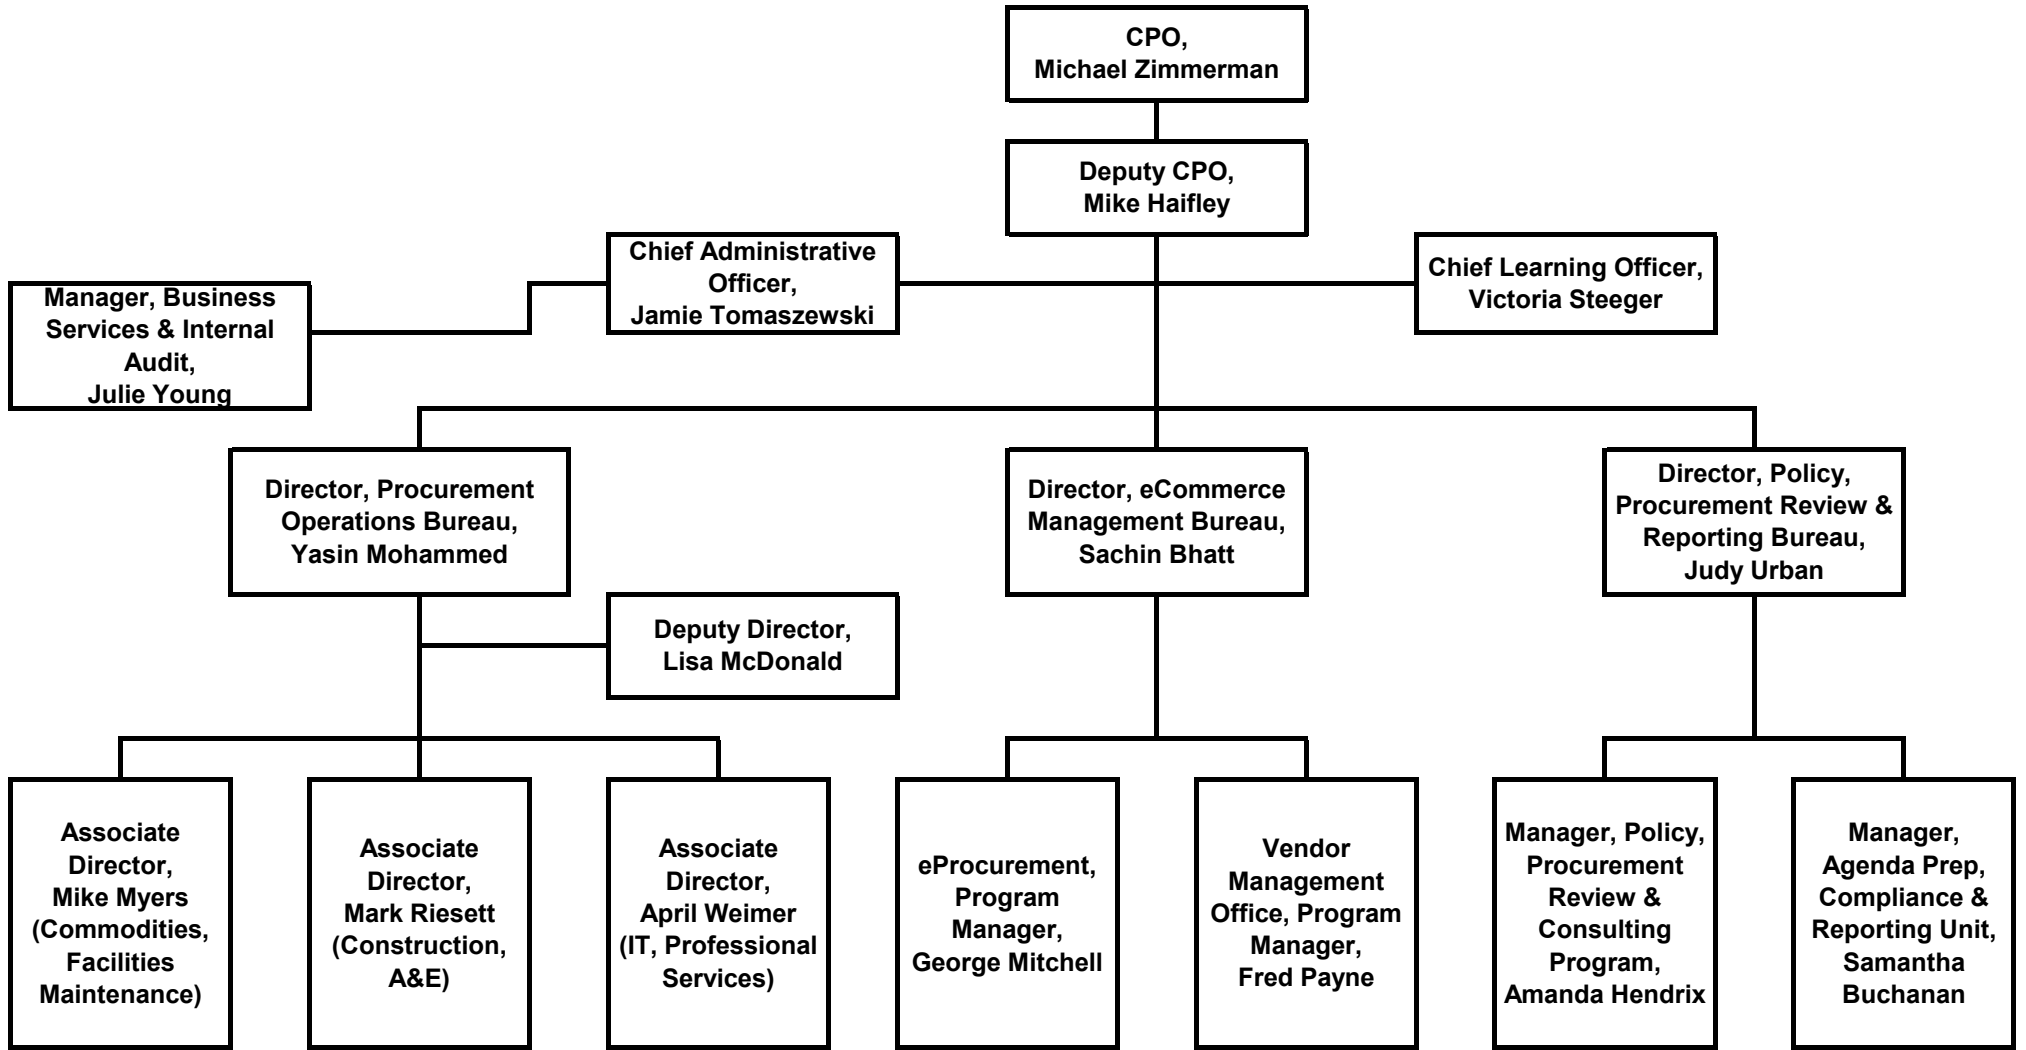 CPO,
Michael Zimmerman
Deputy CPO,
Mike Haifley
Chief Administrative
Officer,
Jamie Tomaszewski
Chief Learning Officer,
Victoria Steeger
Manager, Business
Services & Internal
Audit,
Julie Young
Director, Procurement
Operations Bureau,
Yasin Mohammed
Director, eCommerce
Management Bureau,
Sachin Bhatt
Director, Policy,
Procurement Review &
Reporting Bureau,
Judy Urban
Deputy Director,
Lisa McDonald
Associate
Director,
Mike Myers
(Commodities,
Facilities
Maintenance)
Associate
Director,
Mark Riesett
(Construction,
A&E)
Associate
Director,
April Weimer
(IT, Professional
Services)
eProcurement,
Program
Manager,
George Mitchell
Vendor
Management
Office, Program
Manager,
Fred Payne
Manager, Policy,
Procurement
Review &
Consulting
Program,
Amanda Hendrix
Manager,
Agenda Prep,
Compliance &
Reporting Unit,
Samantha
Buchanan